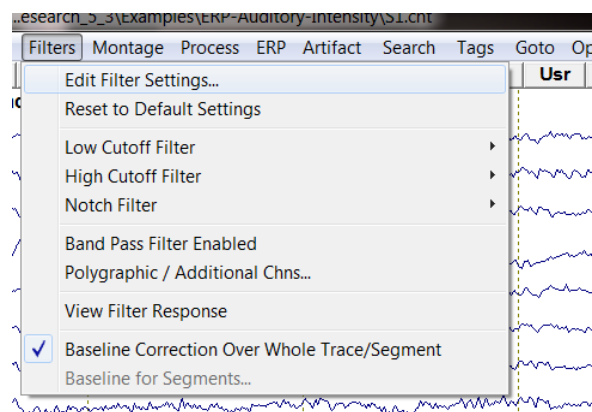 ..esearch_5_3\Examples\ERP-Auditory-Intensity\S1.cnt
Filters Montage Process ERP Artifact Search Tags Goto Op
Edit Filter Settings... Usr
Reset to Default Settings
Low Cutoff Filter
High Cutoff Filter
Notch Filter
Band Pass Filter Enabled
Polygraphic / Additional Chns...
View Filter Response
Baseline Correction Over Whole Trace/Segment
Baseline for Segments...